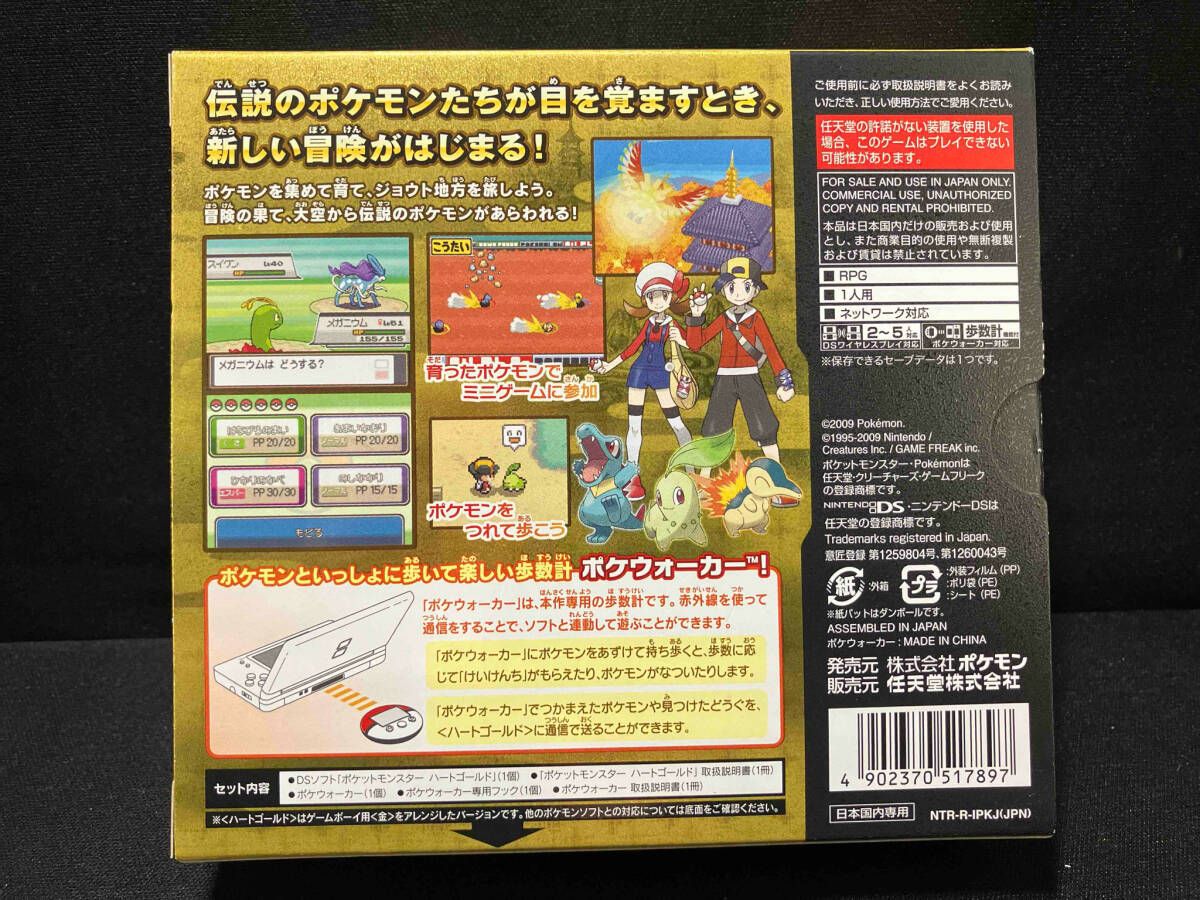 伝説のポケモンたちが目を覚ますとき、
新しい冒険がはじまる！
ポケモンを集めて育て、ジョウト地方を旅しよう。
冒険の果て、大空から伝説のポケモンがあらわれる！
スイクン Lv40
HP
メガニウム Lv51
HP
155/155
メガニウムは どうする？
PP 20/20
PP 20/20
エスパー PP 30/30
ノーマル PP 15/15
もどる
こうたい
育ったポケモンで
ミニゲームに参加
ポケモンを
つれて歩こう
ポケモンといっしょに歩いて楽しい歩数計 ポケウォーカー™！
「ポケウォーカー」は、本作専用の歩数計です。赤外線を使って
通信をすることで、ソフトと連動して遊ぶことができます。
「ポケウォーカー」にポケモンをあずけて持ち歩くと、歩数に応
じて「けいけんち」がもらえたり、ポケモンがなついたりします。
「ポケウォーカー」でつかまえたポケモンや見つけたどうぐを、
＜ハートゴールド＞に通信で送ることができます。
セット内容
●DSソフト「ポケットモンスター ハートゴールド」（1個） ●「ポケットモンスター ハートゴールド」 取扱説明書（1冊）
●ポケウォーカー（1個） ●ポケウォーカー専用フック（1個） ●ポケウォーカー 取扱説明書（1冊）
※＜ハートゴールド＞はゲームボーイ用＜金＞をアレンジしたバージョンです。 他のポケモンソフトとの対応については底面をご確認ください。
ご使用前に必ず取扱説明書をよくお読み
いただき、正しい使用方法でご愛用ください。
任天堂の許諾がない装置を使用した
場合、このゲームはプレイできない
可能性があります。
FOR SALE AND USE IN JAPAN ONLY.
COMMERCIAL USE, UNAUTHORIZED
COPY AND RENTAL PROHIBITED.
本品は日本国内だけの販売および使用
とし、また商業目的の使用や無断複製
および賃貸は禁止されています。
■ RPG
■ 1人用
■ ネットワーク対応
2～5人対応
DSワイヤレスプレイ対応
歩数計機能付
ポケウォーカー対応
※保存できるセーブデータは1つです。
©2009 Pokémon.
©1995-2009 Nintendo /
Creatures Inc. / GAME FREAK inc.
ポケットモンスター・Pokémonは
任天堂・クリーチャーズ・ゲームフリーク
の登録商標です。
NINTENDO DS・ニンテンドーDSは
任天堂の登録商標です。
Trademarks registered in Japan.
意匠登録 第1259804号、第1260043号
紙 :外箱
プラ :外装フィルム（PP）
:ポリ袋（PE）
:シート（PE）
※紙パットはダンボールです。
ASSEMBLED IN JAPAN
ポケウォーカー：MADE IN CHINA
発売元 株式会社ポケモン
販売元 任天堂株式会社
4 902370 517897
日本国内専用 NTR-R-IPKJ(JPN)